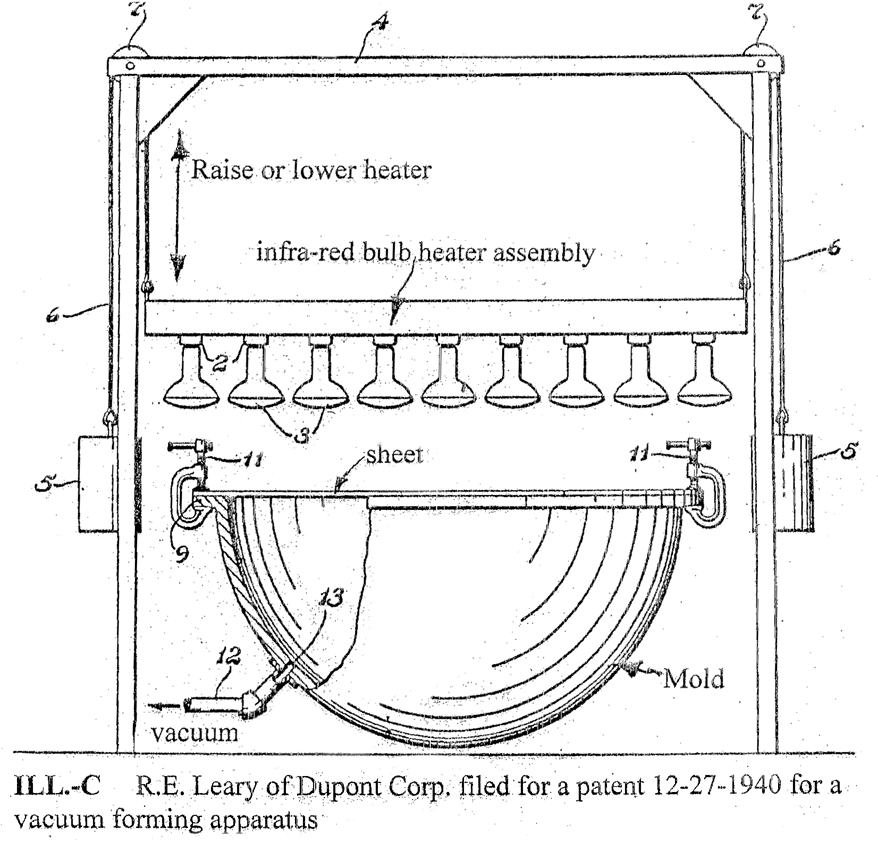 7 7
4
Raise or lower heater
infra-red bulb heater assembly
6
6
2
3
11 sheet 11
5 5
9
13
12
Mold
vacuum
ILL.-C R.E. Leary of Dupont Corp. filed for a patent 12-27-1940 for a
vacuum forming apparatus